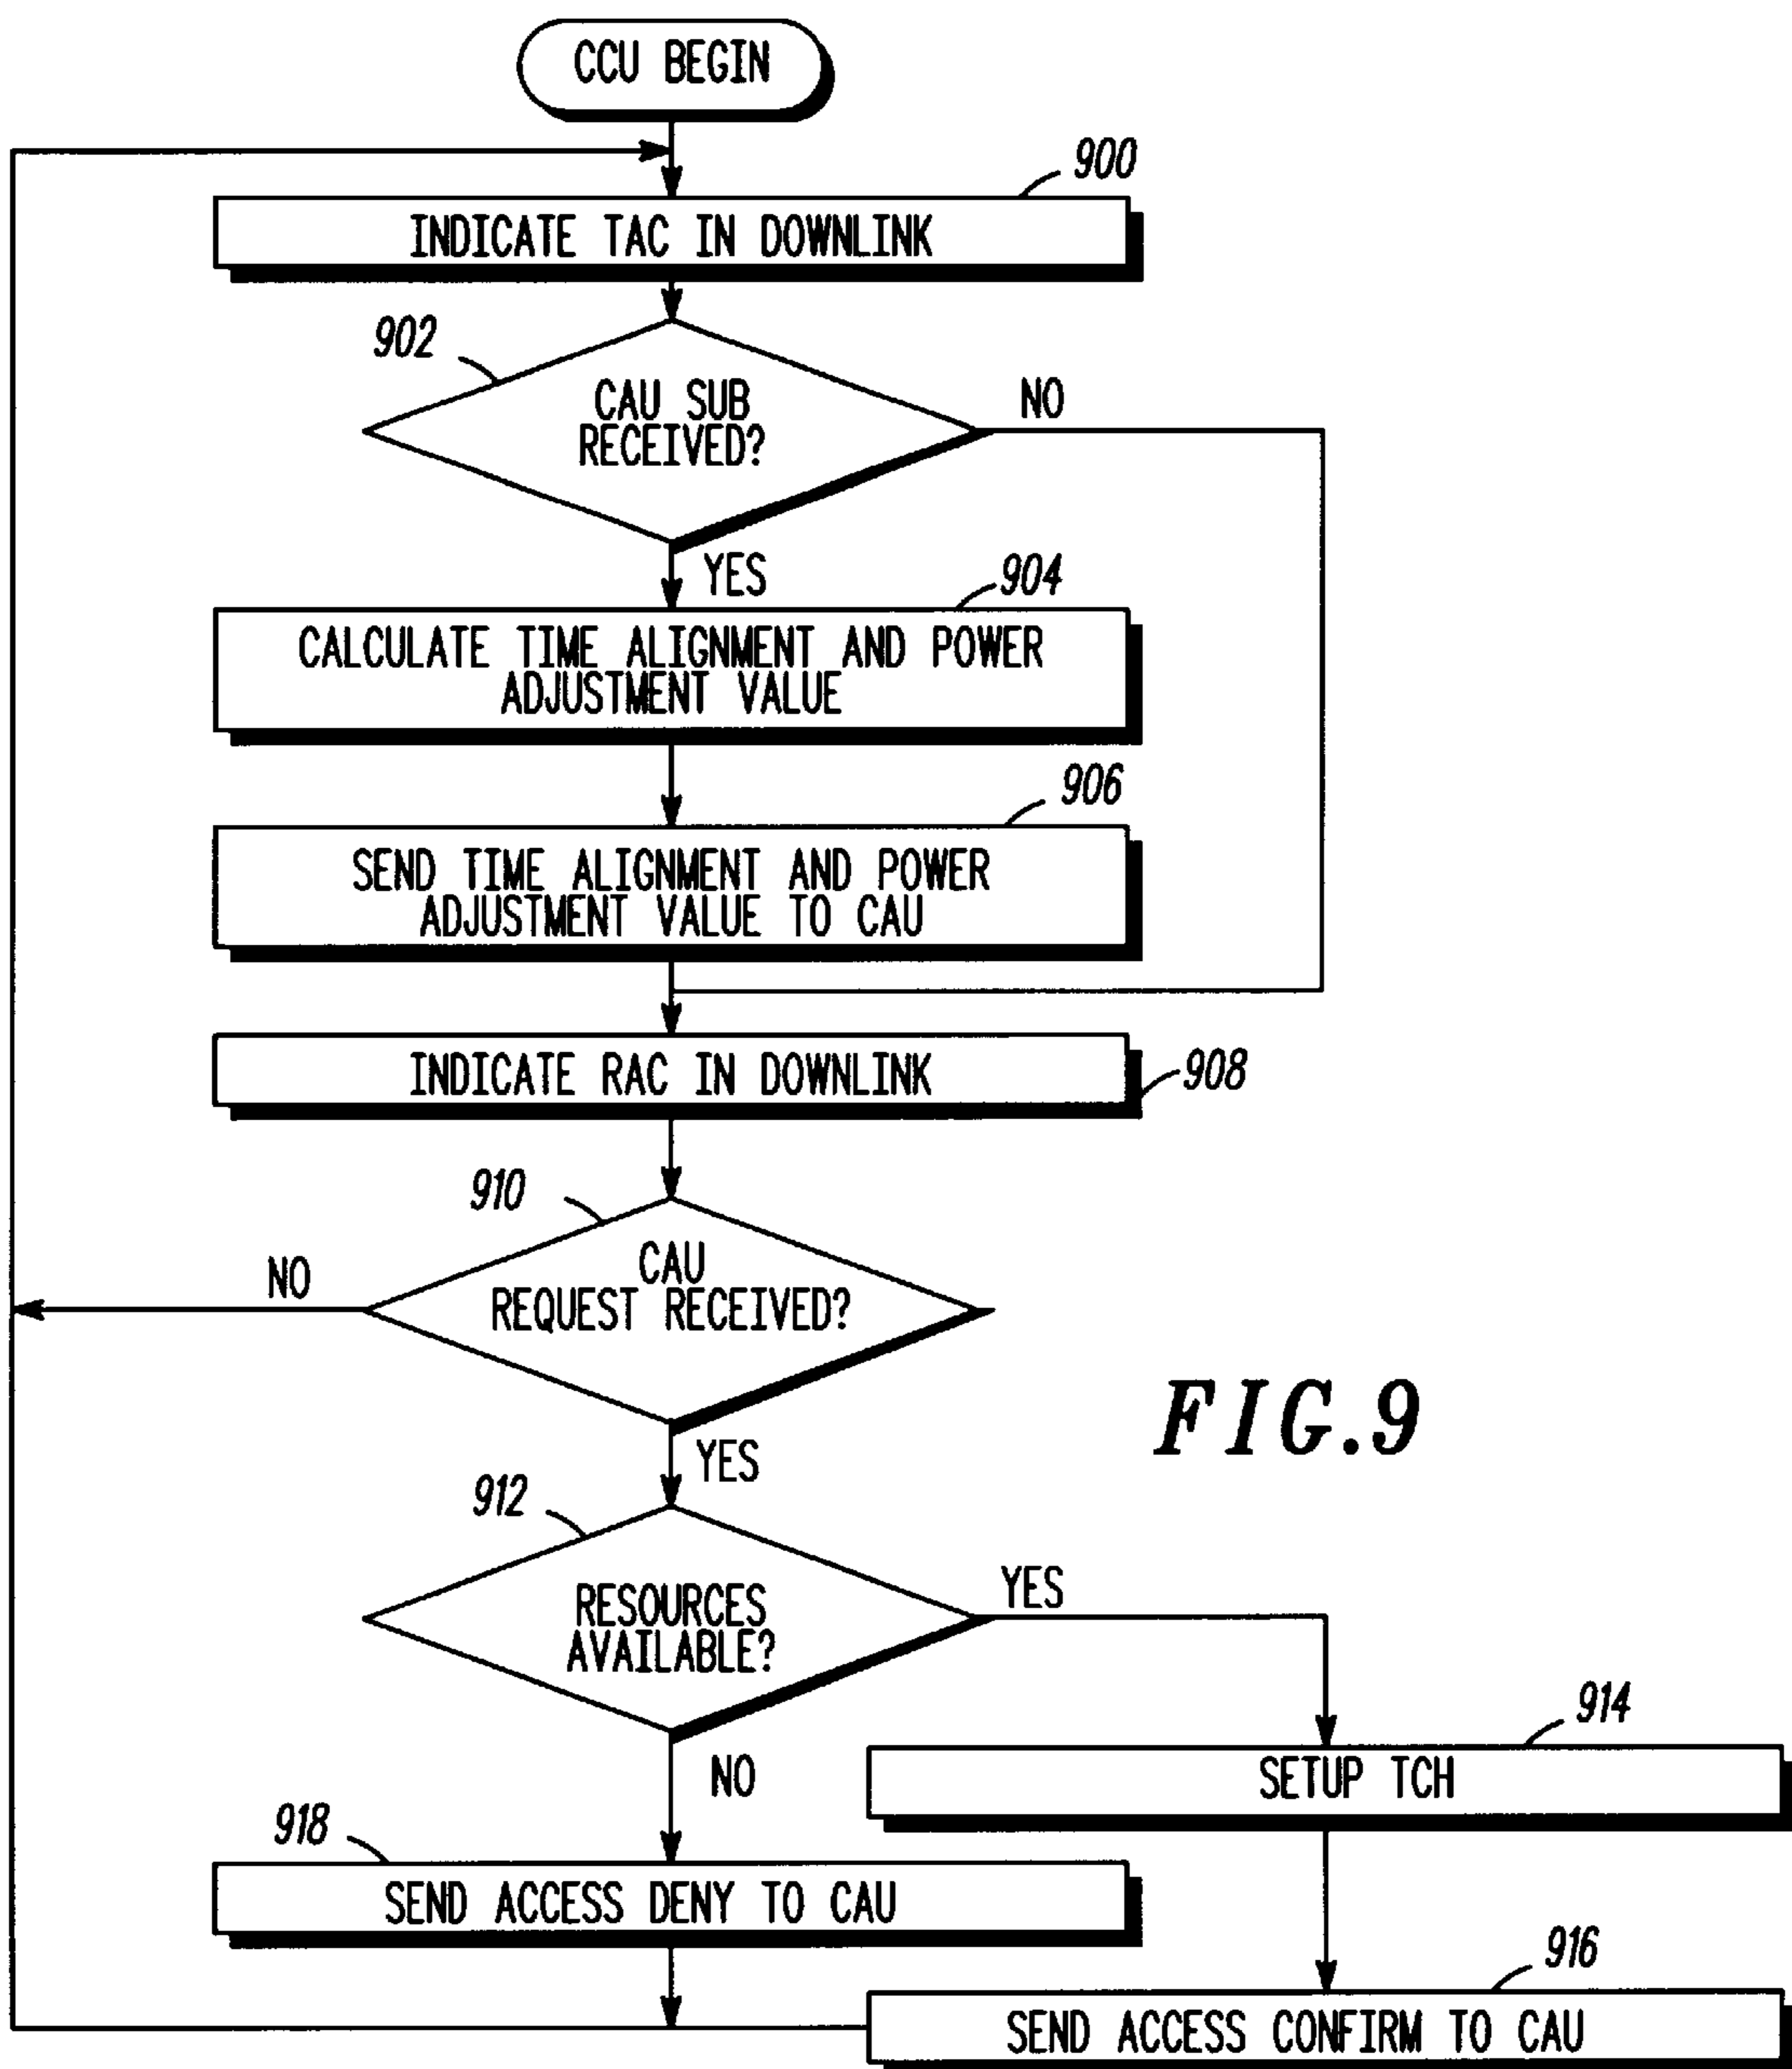 CCU BEGIN
900
INDICATE TAC IN DOWNLINK
902
CAU SUB
RECEIVED?
NO
YES
904
CALCULATE TIME ALIGNMENT AND POWER
ADJUSTMENT VALUE
906
SEND TIME ALIGNMENT AND POWER
ADJUSTMENT VALUE TO CAU
INDICATE RAC IN DOWNLINK
908
910
CAU
REQUEST RECEIVED?
NO
YES
FIG.9
912
RESOURCES
AVAILABLE?
YES
NO
914
SETUP TCH
918
SEND ACCESS DENY TO CAU
916
SEND ACCESS CONFIRM TO CAU